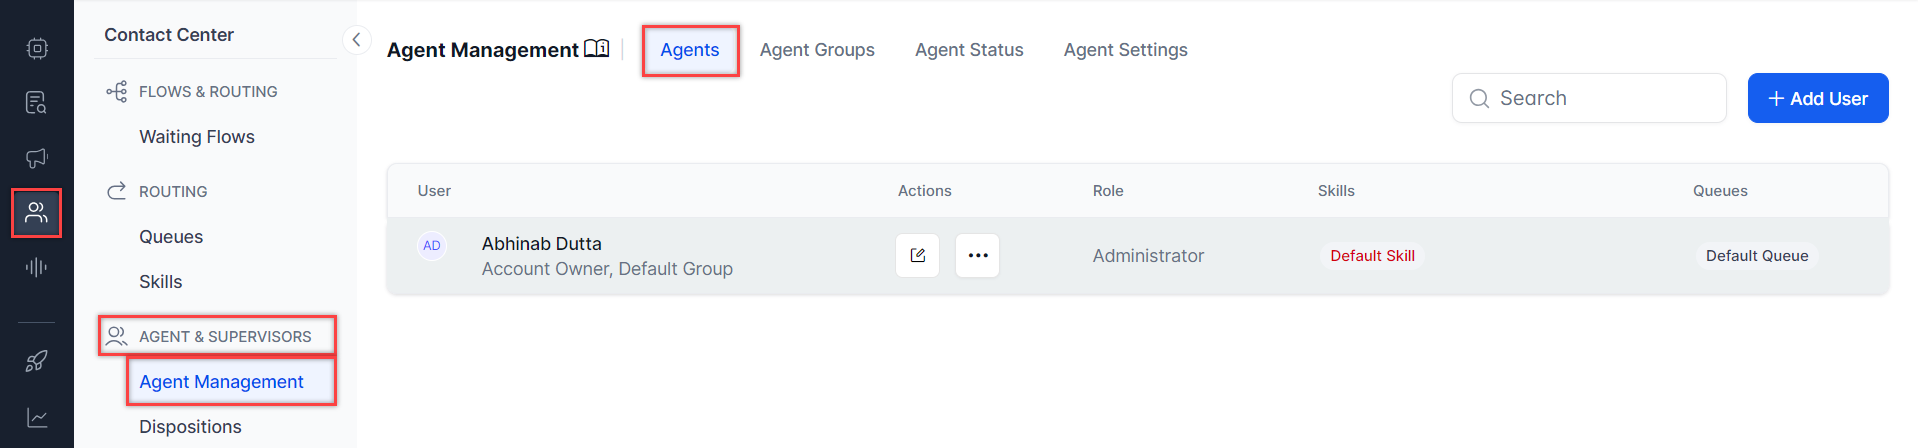 Contact Center
FLOWS & ROUTING
Waiting Flows
ROUTING
Queues
Skills
AGENT & SUPERVISORS
Agent Management
Dispositions
Agent Management Agents Agent Groups Agent Status Agent Settings
Search + Add User
User Actions Role Skills Queues
AD Abhinab Dutta Administrator Default Skill Default Queue
Account Owner, Default Group